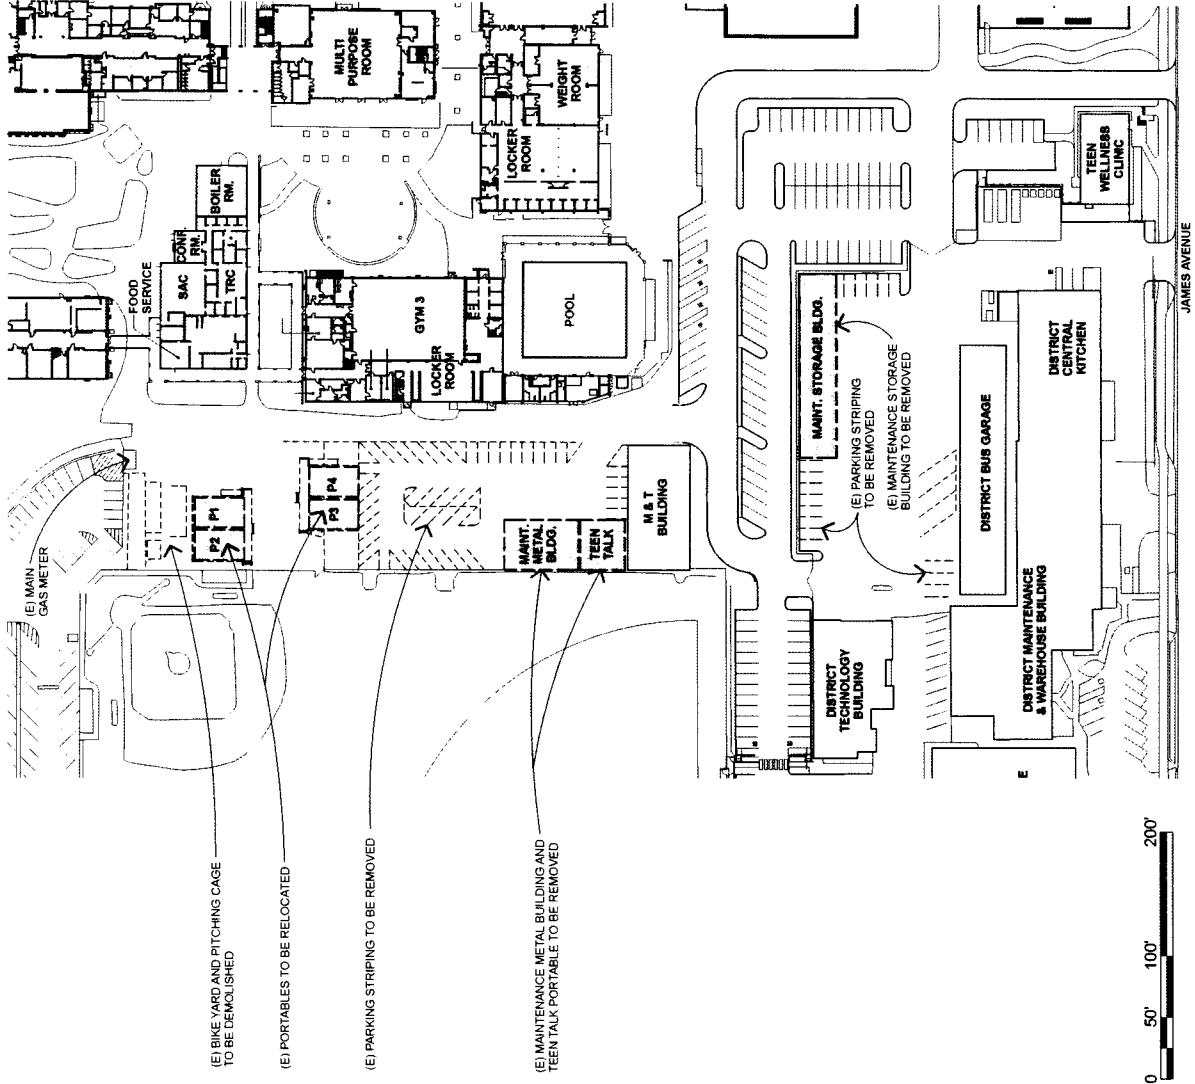 MULTI
PURPOSE
ROOM
WEIGHT
ROOM
LOCKER
ROOM
BOILER
RM.
CONF.
RM.
FOOD
SERVICE
SAC
TRC
GYM 3
LOCKER
ROOM
POOL
TEEN
WELLNESS
CLINIC
JAMES AVENUE
MAINT. STORAGE BLDG.
(E) PARKING STRIPING
TO BE REMOVED
(E) MAINTENANCE STORAGE
BUILDING TO BE REMOVED
DISTRICT
CENTRAL
KITCHEN
DISTRICT BUS GARAGE
(E) MAIN
GAS METER
P1
P2
P4
P3
MAINT.
METAL
BLDG.
TEEN
TALK
M & T
BUILDING
DISTRICT
TECHNOLOGY
BUILDING
DISTRICT MAINTENANCE
& WAREHOUSE BUILDING
E
(E) BIKE YARD AND PITCHING CAGE
TO BE DEMOLISHED
(E) PORTABLES TO BE RELOCATED
(E) PARKING STRIPING TO BE REMOVED
(E) MAINTENANCE METAL BUILDING AND
TEEN TALK PORTABLE TO BE REMOVED
0 50' 100' 200'